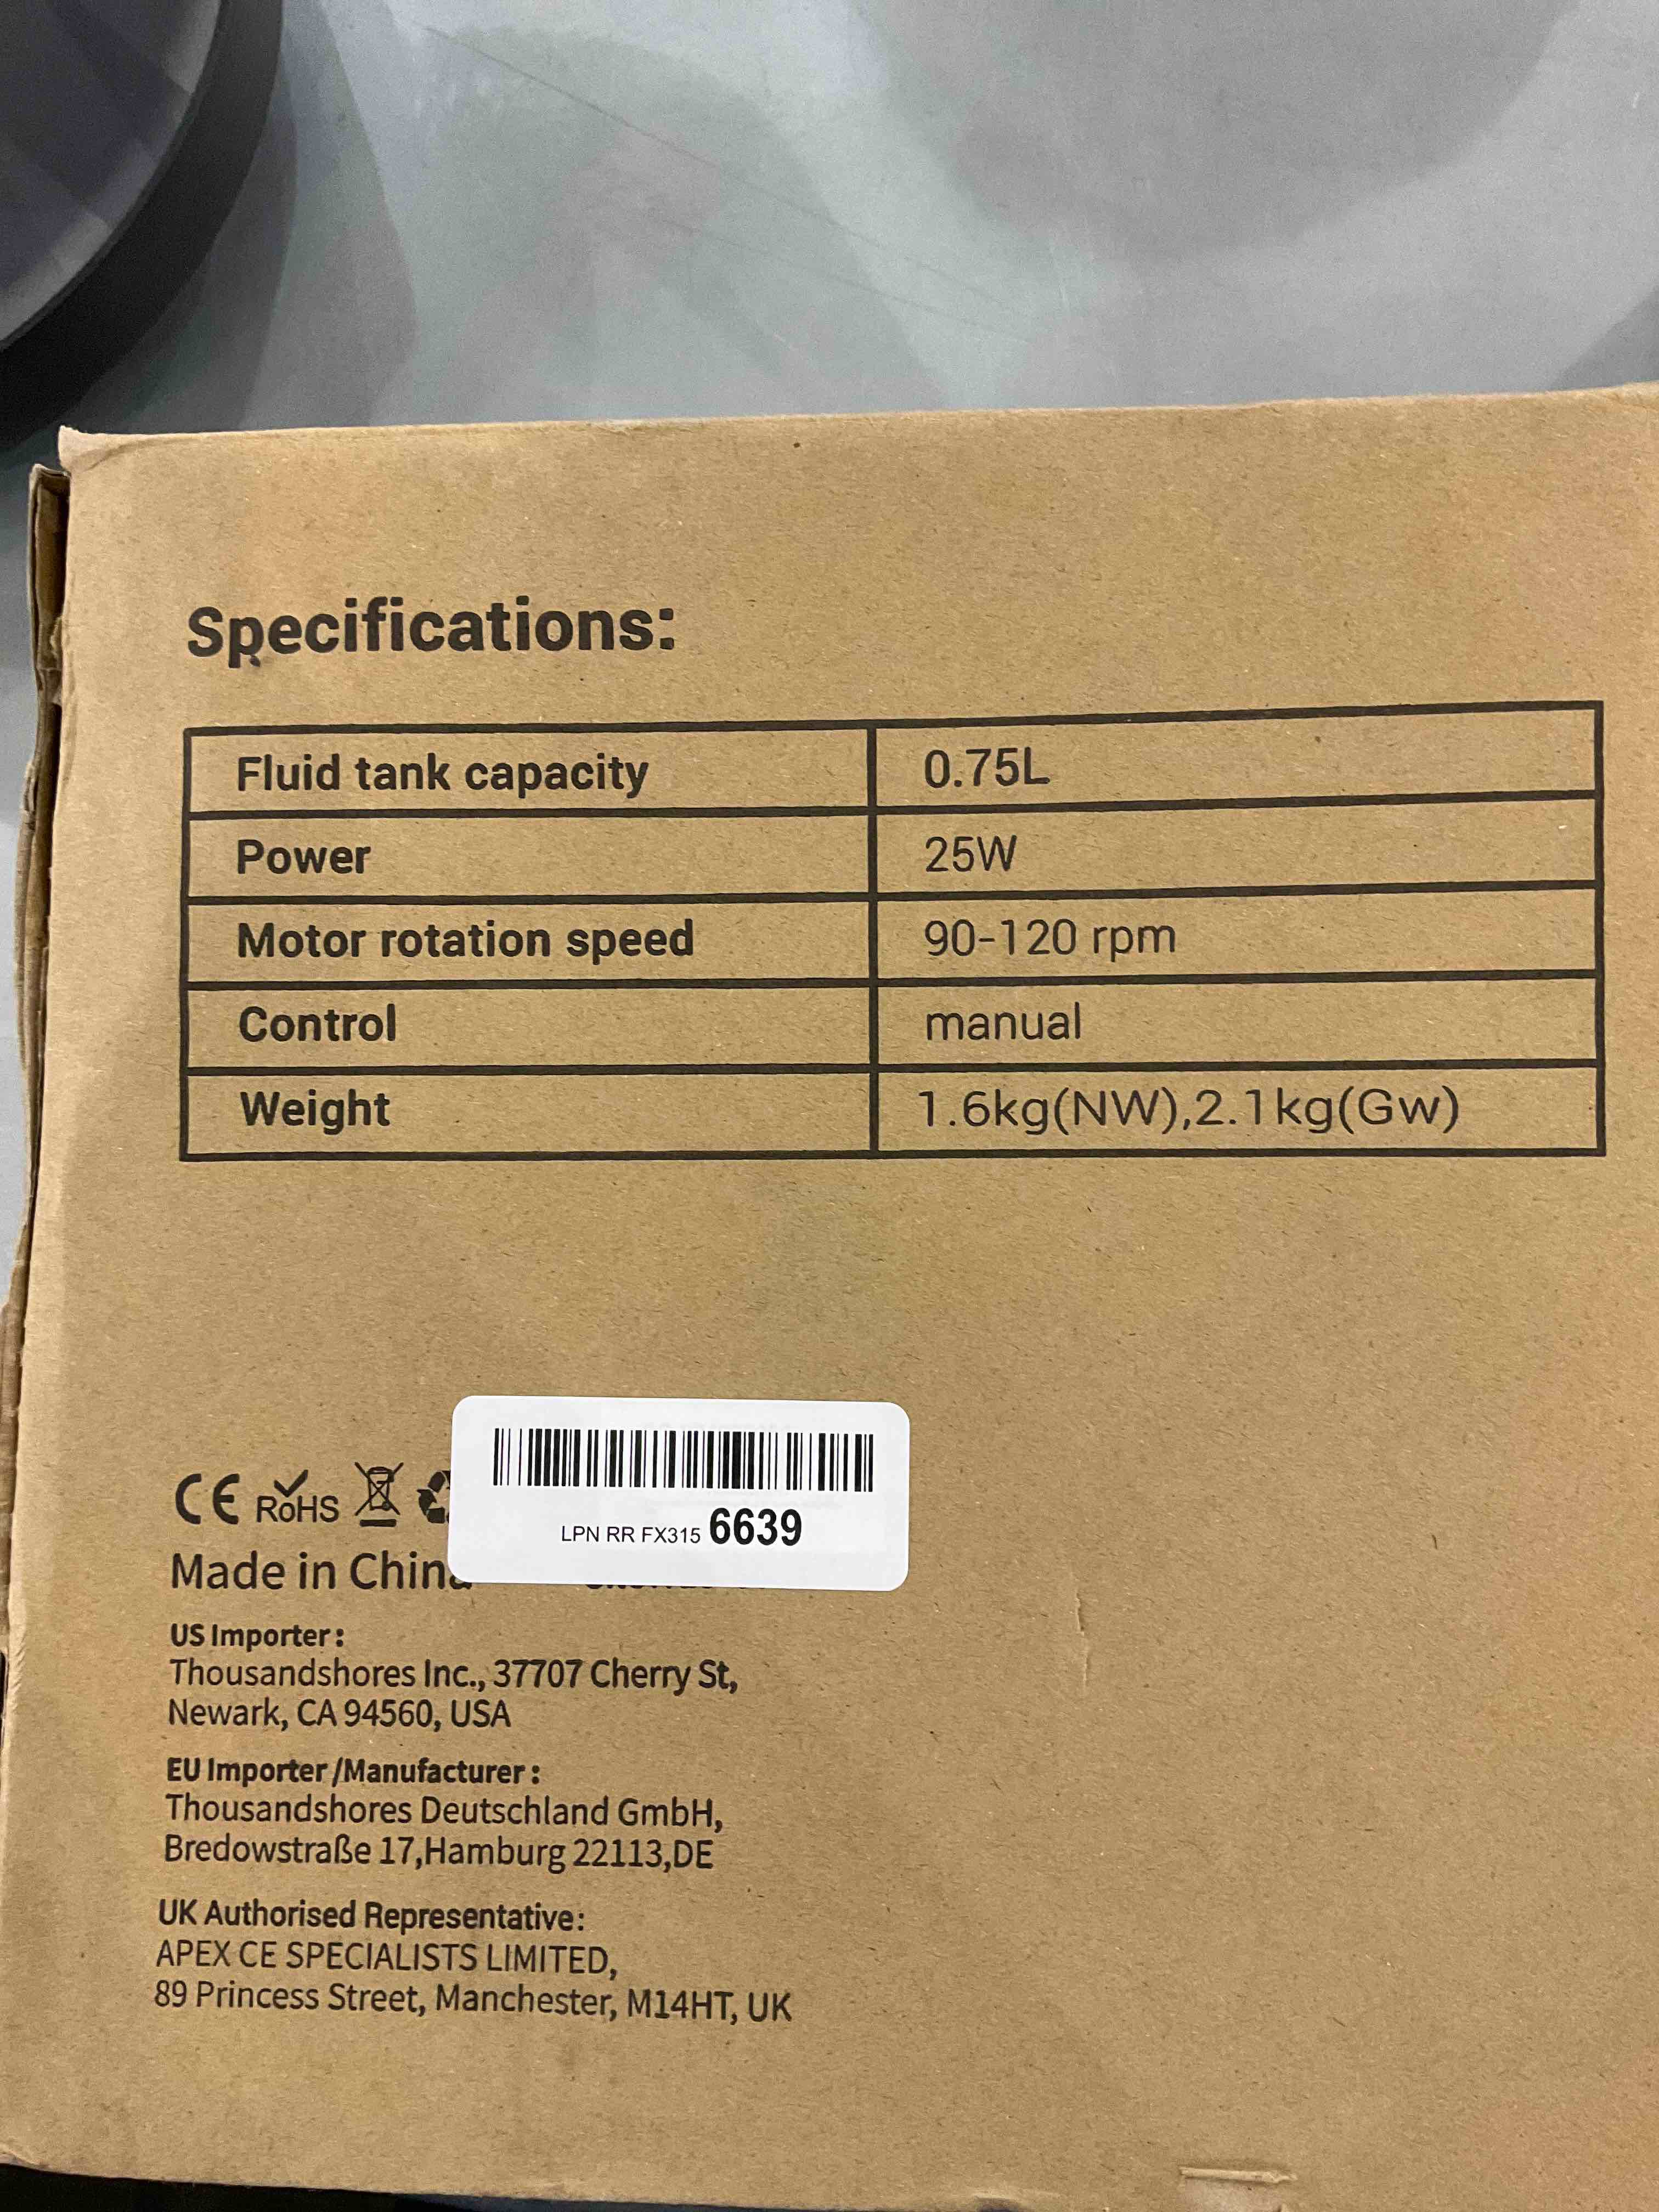 Specifications:
Fluid tank capacity 0.75L
Power 25W
Motor rotation speed 90-120 rpm
Control manual
Weight 1.6kg(NW),2.1kg(Gw)
CE RoHS
LPN RR FX315 6639
Made in China
US Importer:
Thousandshores Inc., 37707 Cherry St,
Newark, CA 94560, USA
EU Importer/Manufacturer:
Thousandshores Deutschland GmbH,
Bredowstraße 17,Hamburg 22113,DE
UK Authorised Representative:
APEX CE SPECIALISTS LIMITED,
89 Princess Street, Manchester, M14HT, UK